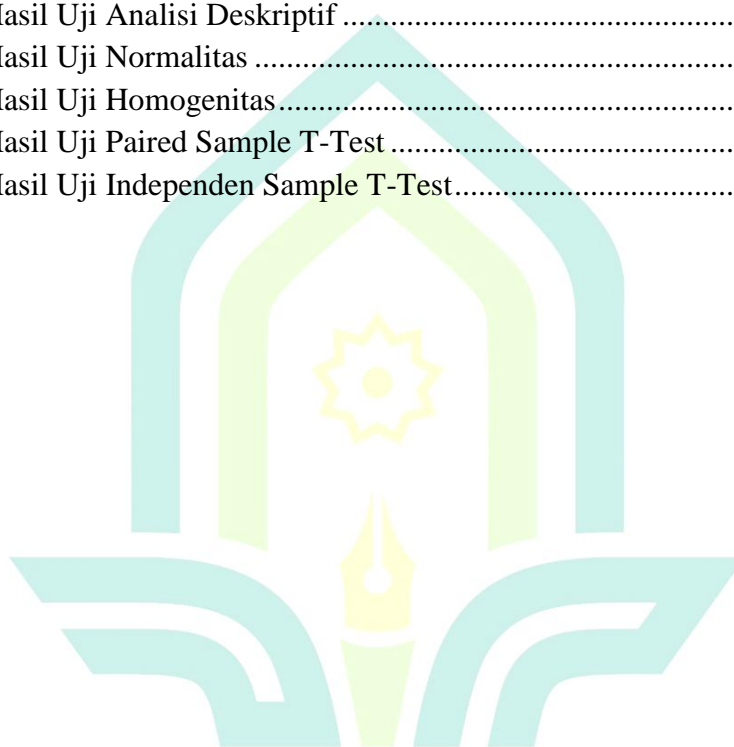 Hasil Uji Analisi Deskriptif ......................................................
Hasil Uji Normalitas .................................................................
Hasil Uji Homogenitas..............................................................
Hasil Uji Paired Sample T-Test ...............................................
Hasil Uji Independen Sample T-Test.....................................